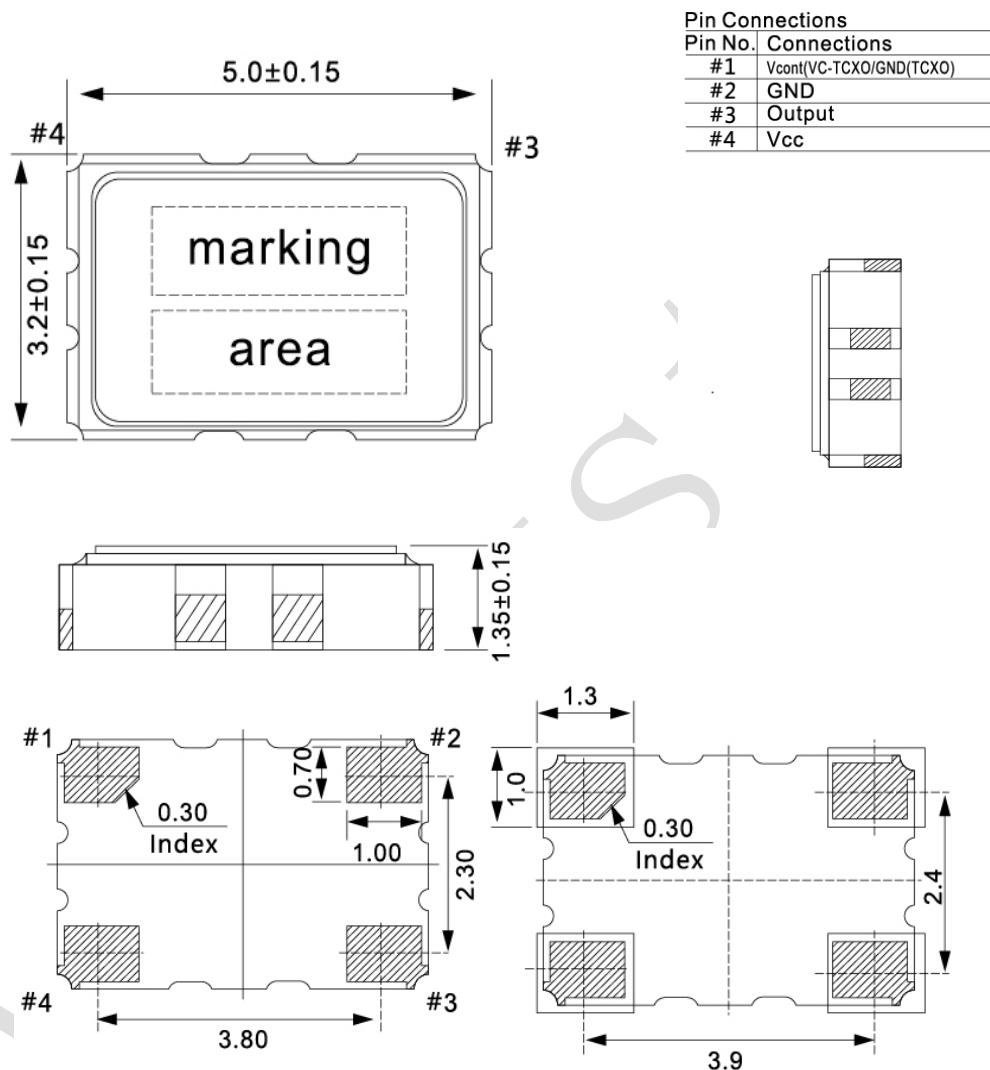 Pin Connections
Pin No. Connections
#1 Vcont(VC-TCXO/GND(TCXO)
#2 GND
#3 Output
#4 Vcc
5.0±0.15
#4
#3
3.2±0.15
marking
area
1.35±0.15
#1
#2
0.70
0.30
Index
1.00
2.30
#4
#3
3.80
1.3
1.0
0.30
Index
2.4
3.9